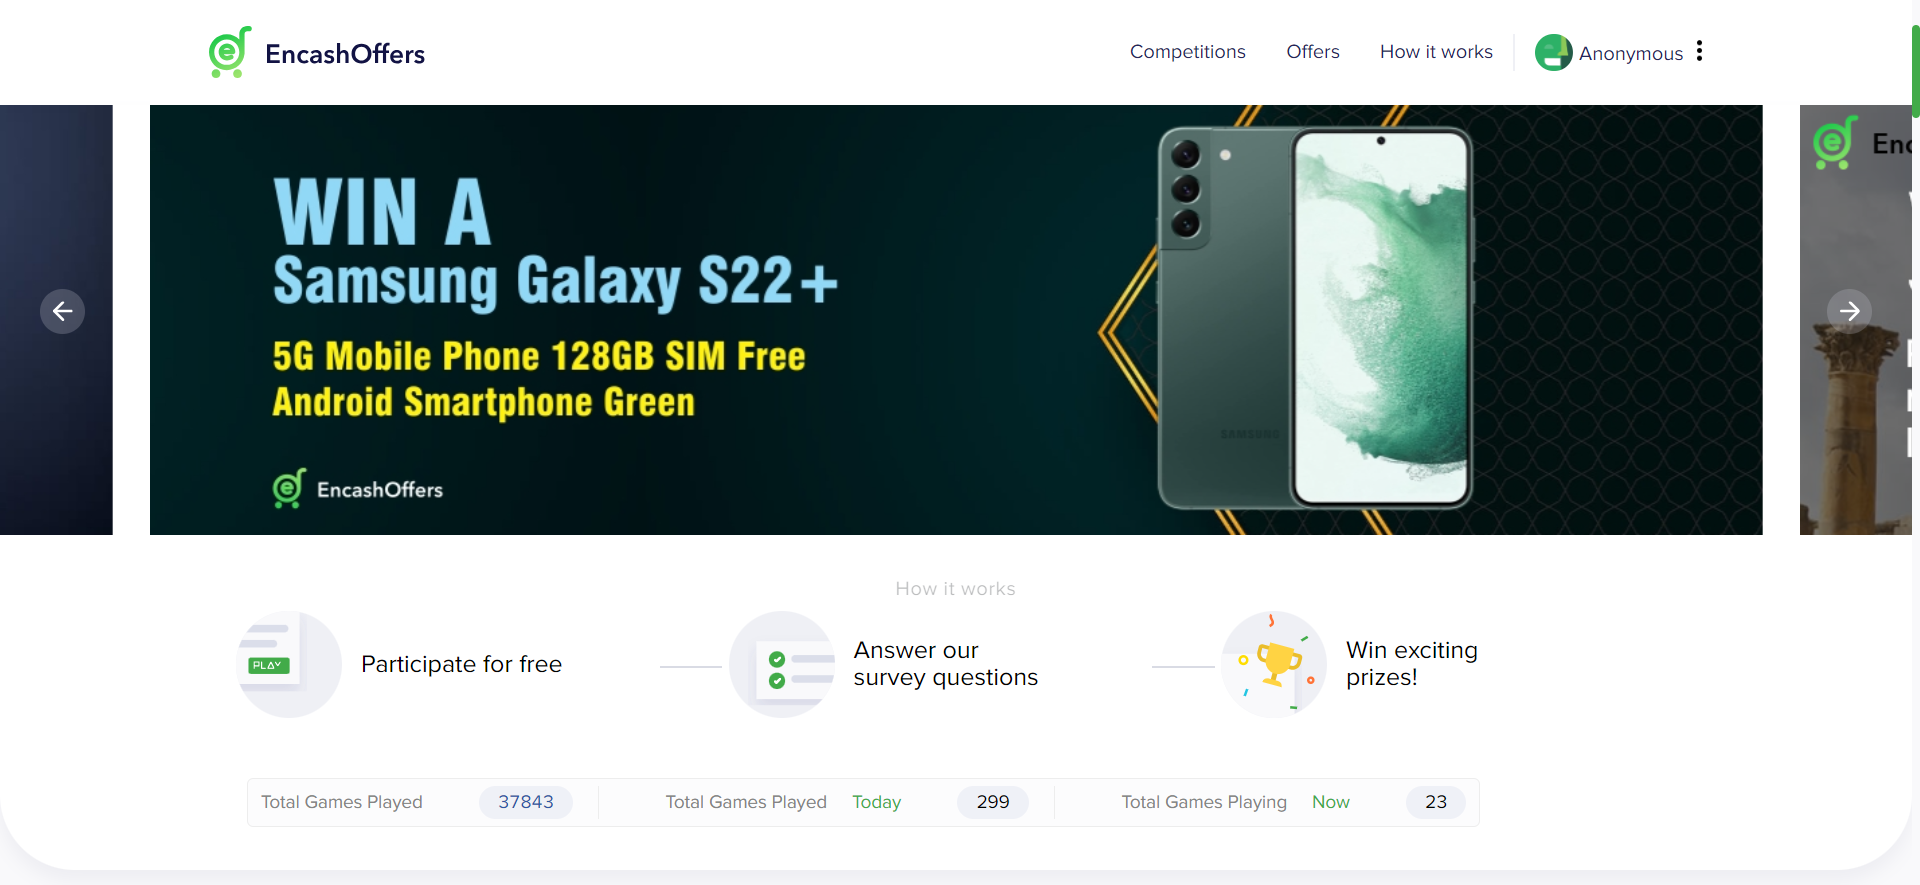 EncashOffers
Competitions
Offers
How it works
Anonymous
WIN A
Samsung Galaxy S22+
5G Mobile Phone 128GB SIM Free
Android Smartphone Green
EncashOffers
SAMSUNG
How it works
PLAY
Participate for free
Answer our
survey questions
Win exciting
prizes!
Total Games Played 37843
Total Games Played Today 299
Total Games Playing Now 23